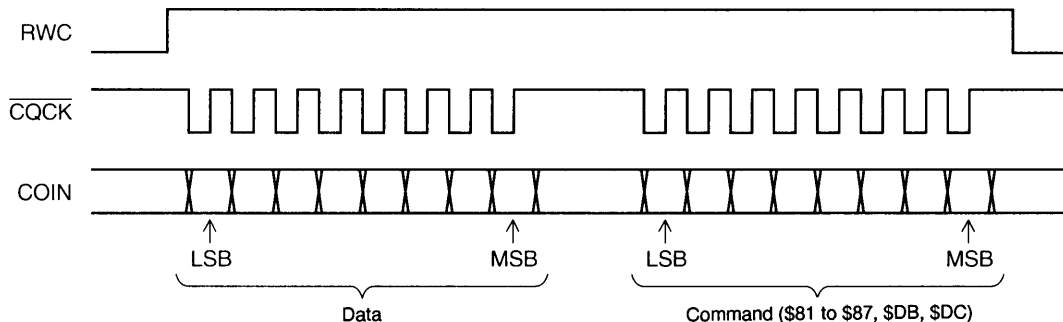 RWC
CQCK
COIN
LSB MSB LSB MSB
Data Command ($81 to $87, $DB, $DC)